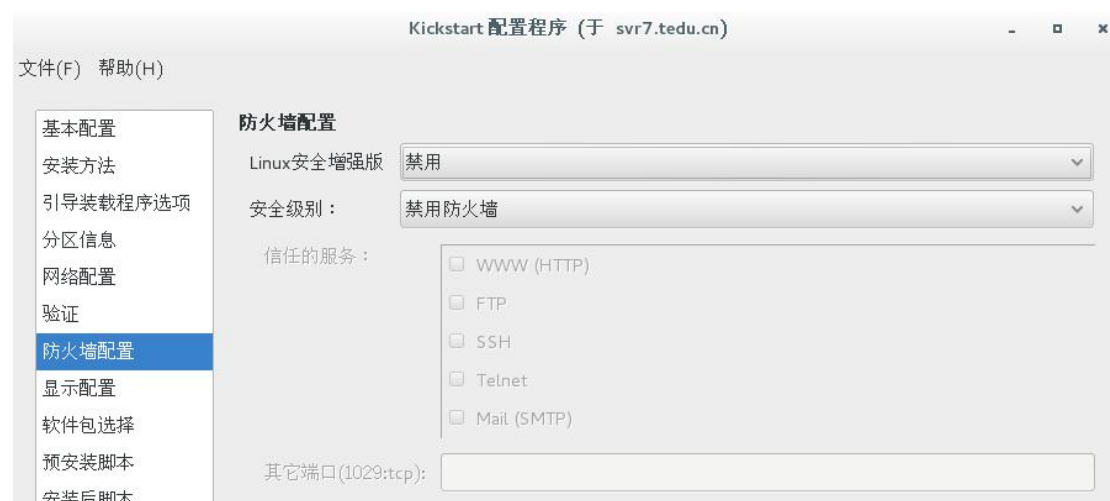 Kickstart 配置程序 (于 svr7.tedu.cn)
文件(F) 帮助(H)
基本配置
安装方法
引导装载程序选项
分区信息
网络配置
验证
防火墙配置
显示配置
软件包选择
预安装脚本
安装后脚本
防火墙配置
Linux安全增强版 禁用
安全级别： 禁用防火墙
信任的服务：
WWW (HTTP)
FTP
SSH
Telnet
Mail (SMTP)
其它端口(1029:tcp):